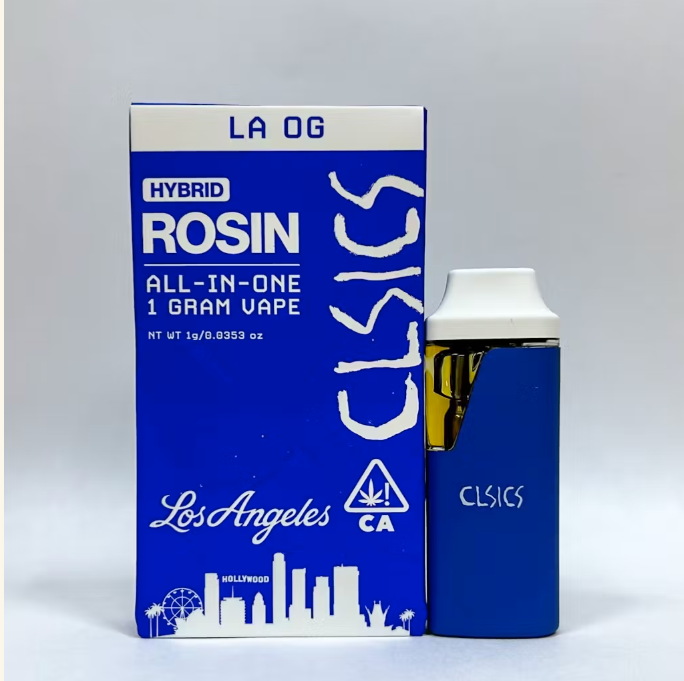 LA OG
HYBRID
ROSIN
ALL-IN-ONE
1 GRAM VAPE
NT WT 1g/0.0353 oz
CLSICS
Los Angeles
!
CA
HOLLYWOOD
CLSICS